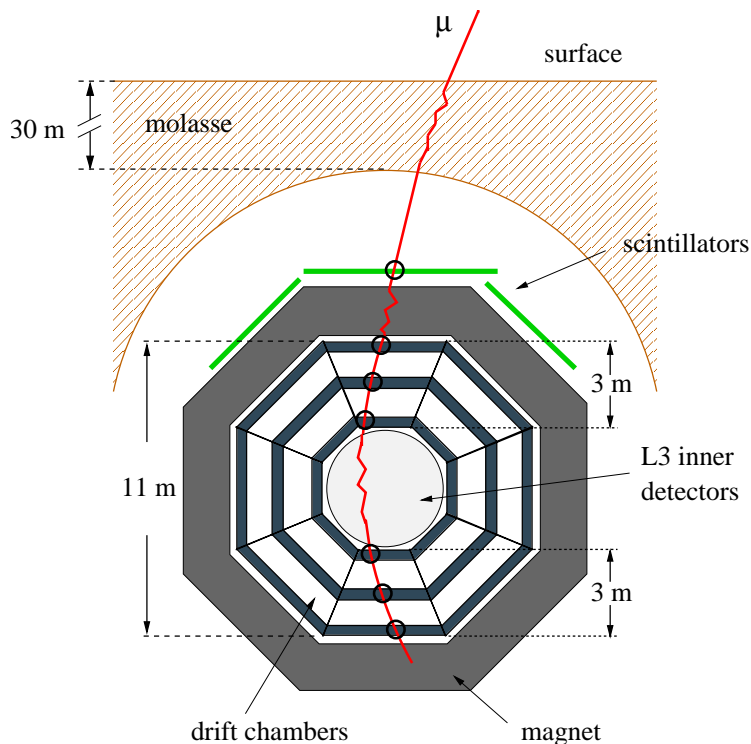 μ
surface
30 m
molasse
scintillators
3 m
11 m
L3 inner
detectors
3 m
drift chambers
magnet